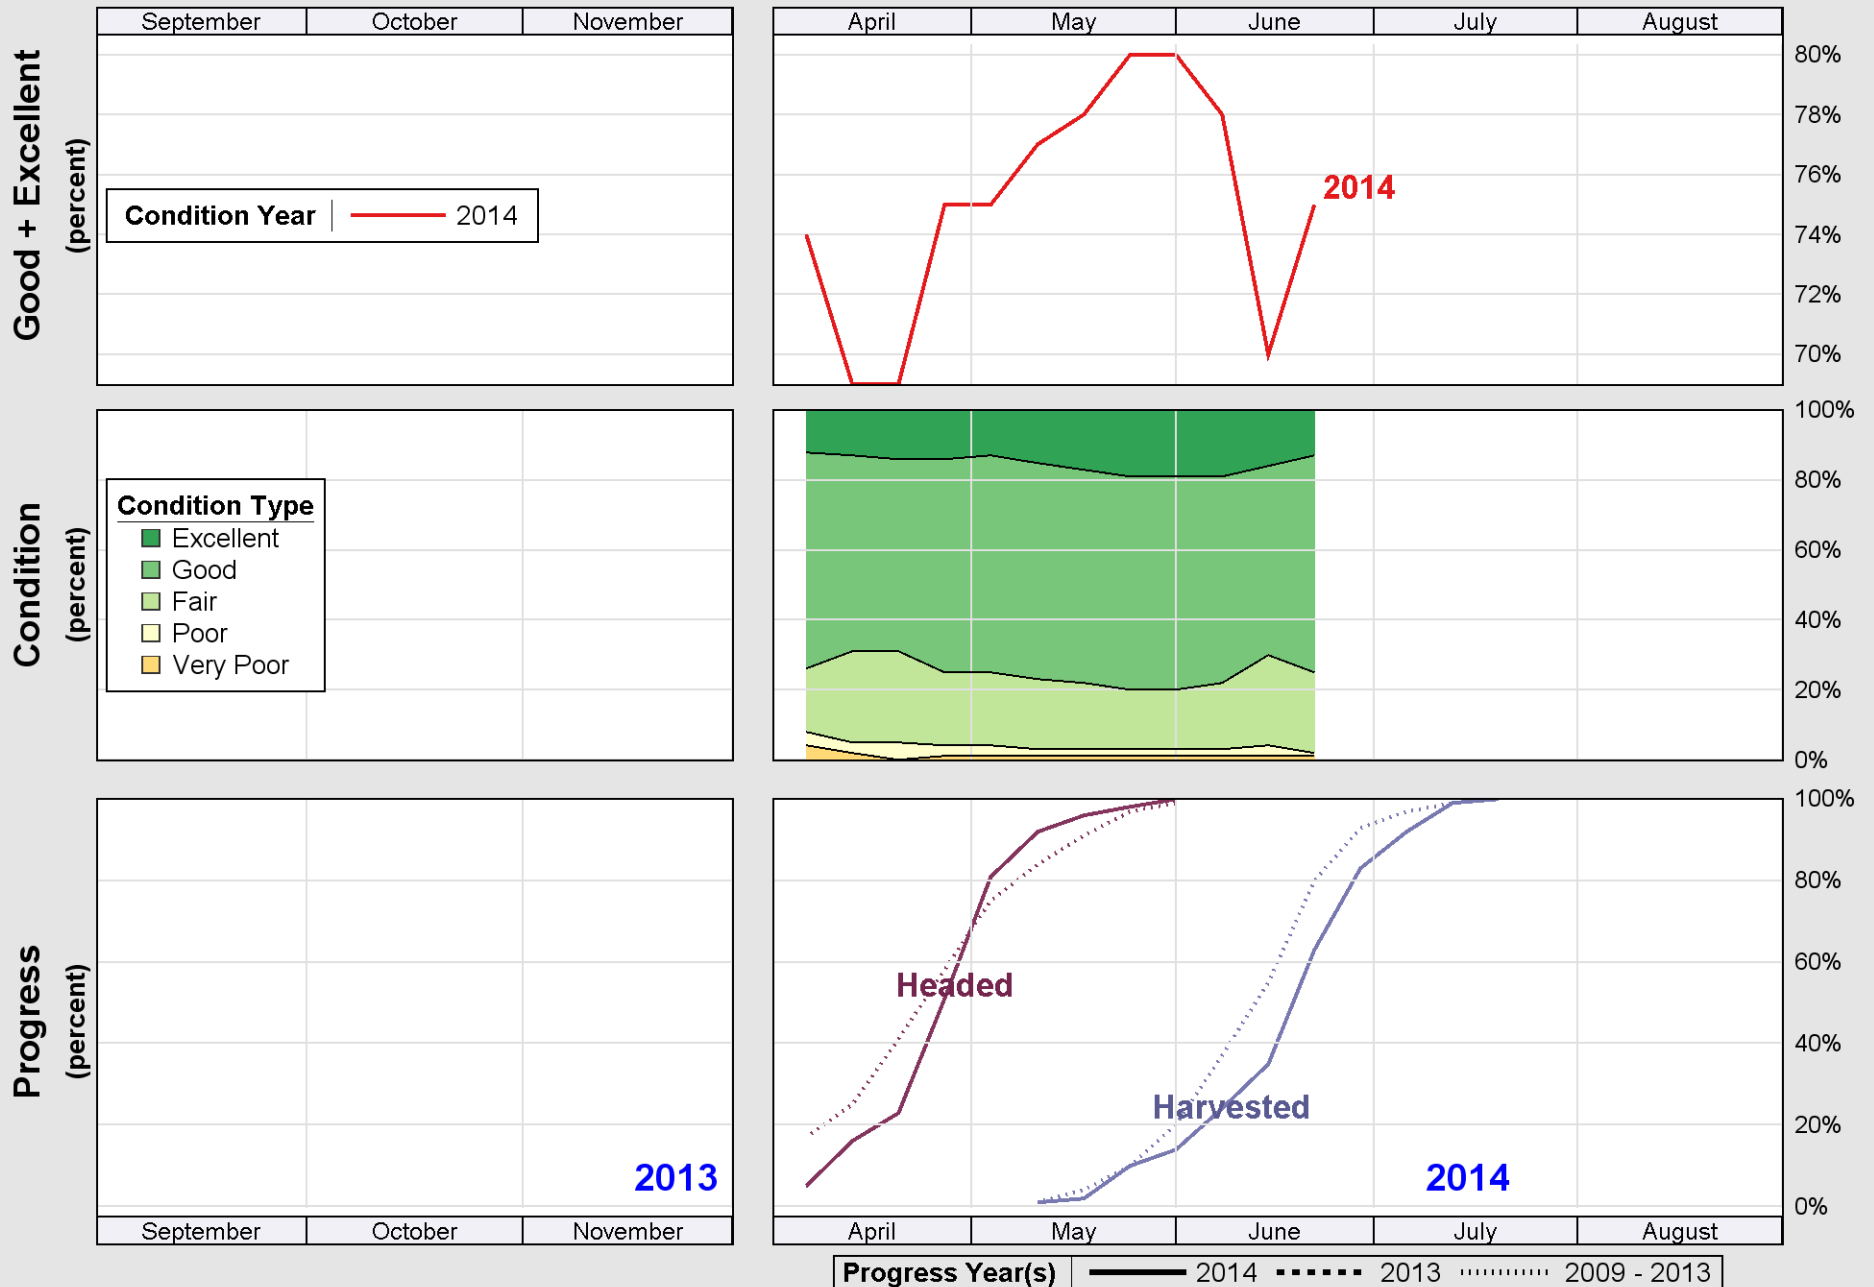 September October November April May June July August
Good + Excellent
(percent)
80%
78%
76%
74%
72%
70%
Condition Year 2014
2014
Condition
(percent)
100%
80%
60%
40%
20%
0%
Condition Type
Excellent
Good
Fair
Poor
Very Poor
Progress
(percent)
100%
80%
60%
40%
20%
0%
Headed
Harvested
2013
2014
September October November April May June July August
Progress Year(s) 2014 2013 2009 - 2013